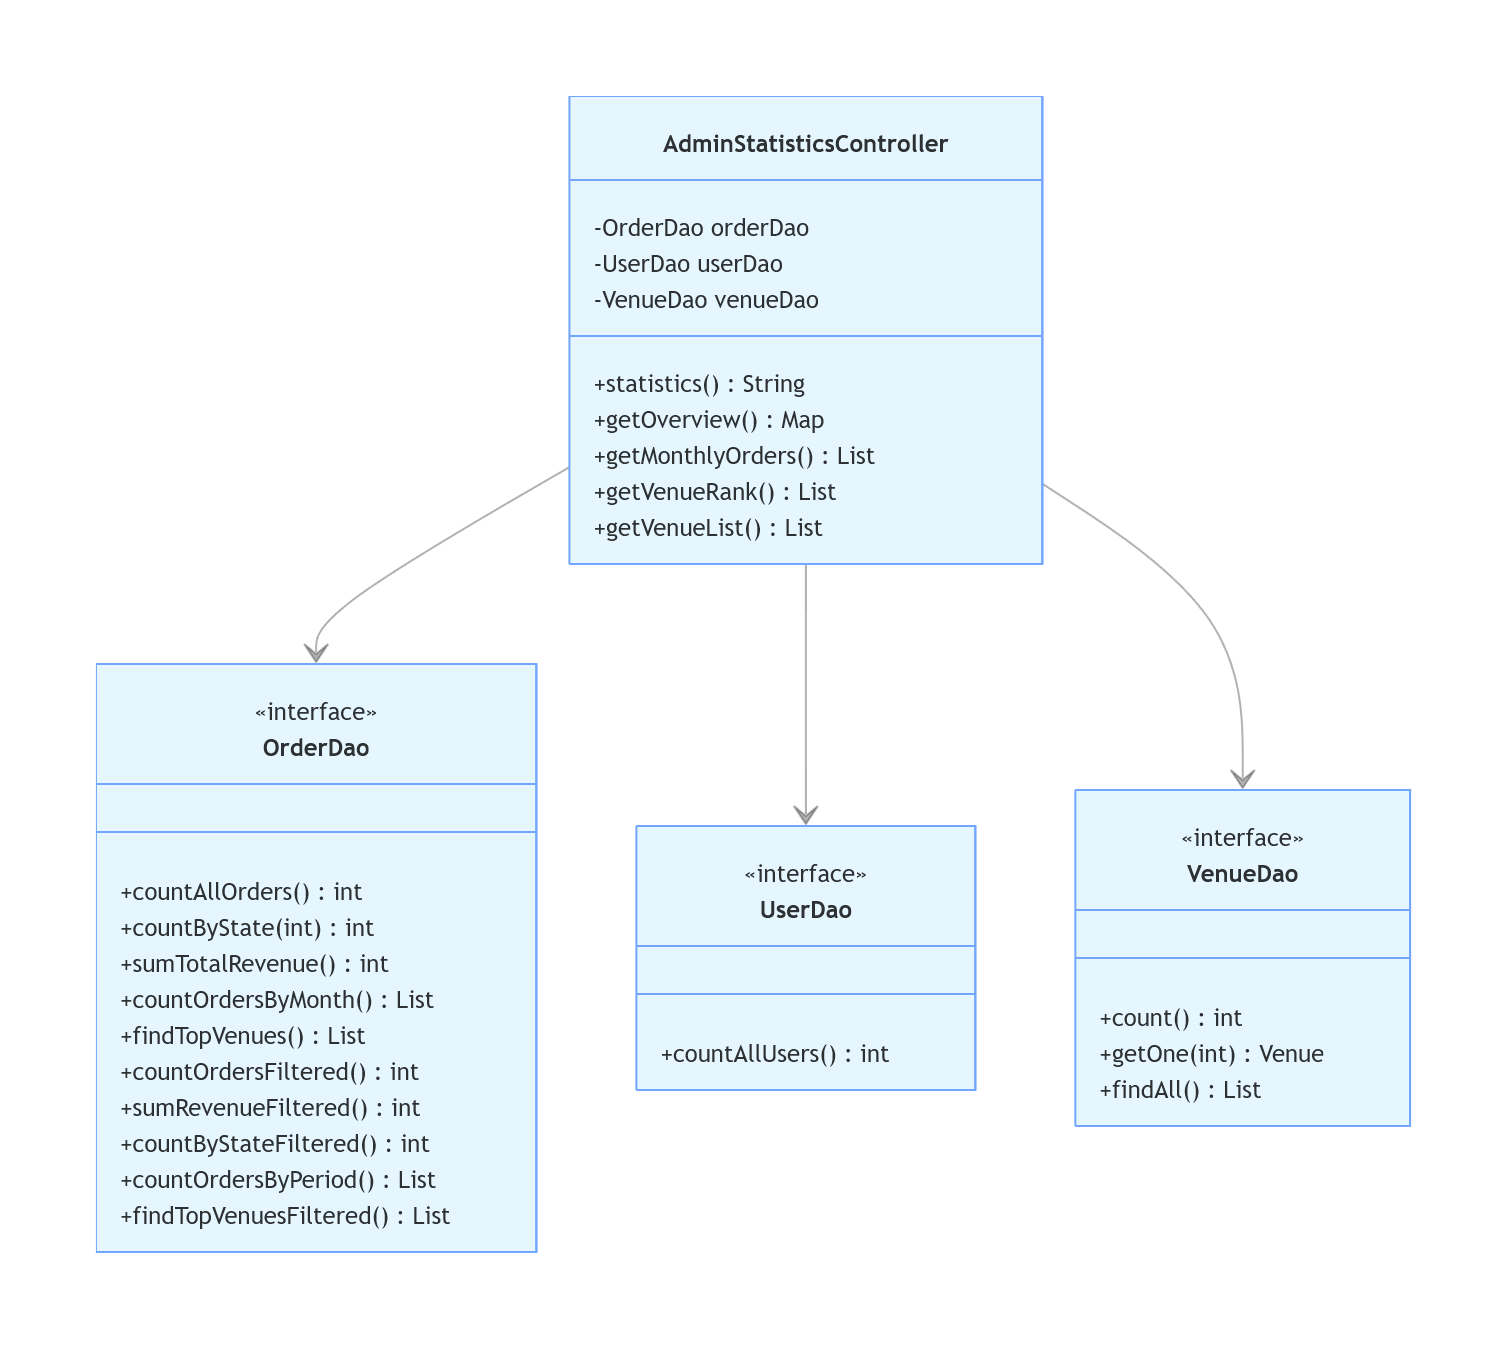 AdminStatisticsController
-OrderDao orderDao
-UserDao userDao
-VenueDao venueDao
+statistics() : String
+getOverview() : Map
+getMonthlyOrders() : List
+getVenueRank() : List
+getVenueList() : List
«interface»
OrderDao
+countAllOrders() : int
+countByState(int) : int
+sumTotalRevenue() : int
+countOrdersByMonth() : List
+findTopVenues() : List
+countOrdersFiltered() : int
+sumRevenueFiltered() : int
+countByStateFiltered() : int
+countOrdersByPeriod() : List
+findTopVenuesFiltered() : List
«interface»
UserDao
+countAllUsers() : int
«interface»
VenueDao
+count() : int
+getOne(int) : Venue
+findAll() : List